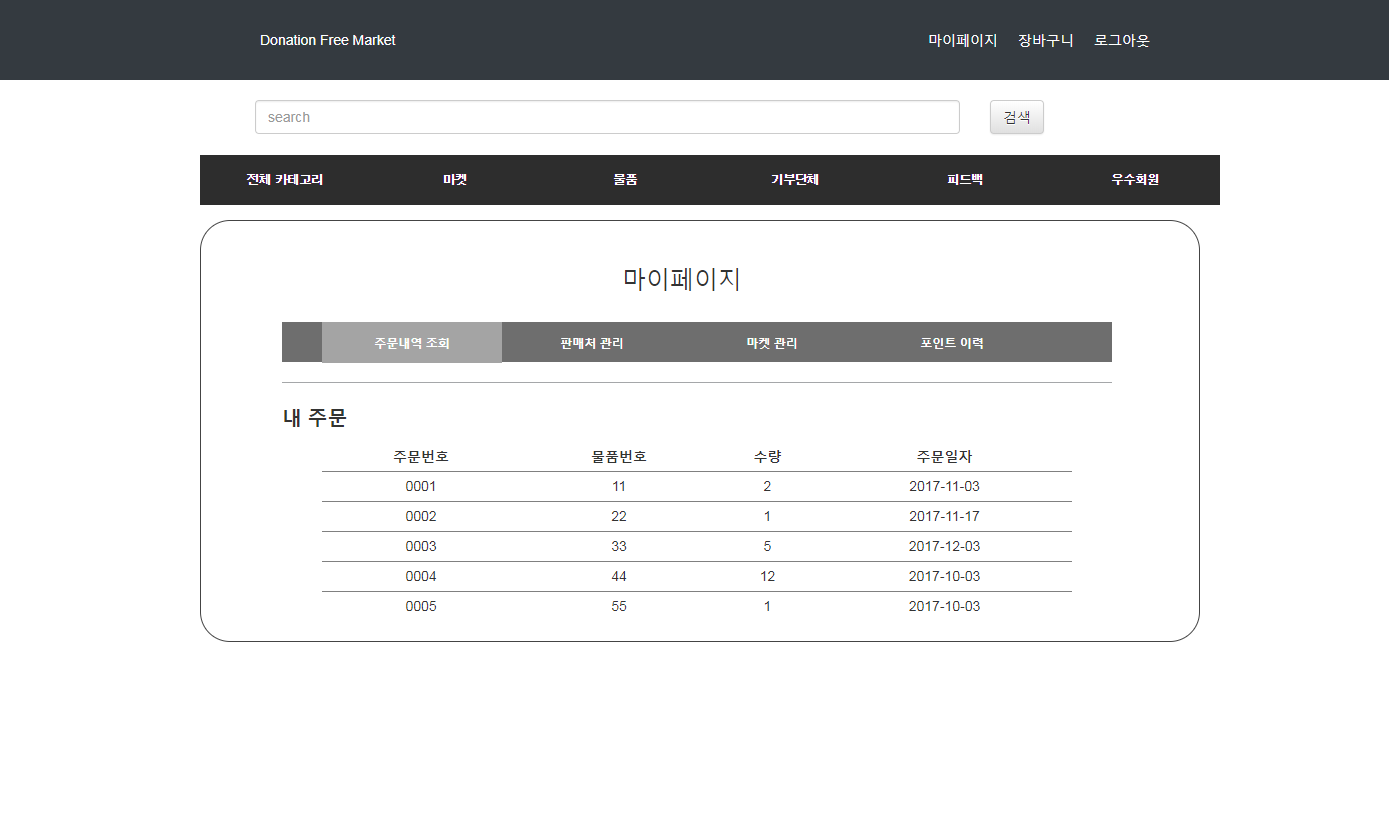 Donation Free Market 마이페이지 장바구니 로그아웃
search 검색
전체 카테고리 마켓 물품 기부단체 피드백 우수회원
마이페이지
주문내역 조회 판매처 관리 마켓 관리 포인트 이력
내 주문
주문번호 물품번호 수량 주문일자
0001 11 2 2017-11-03
0002 22 1 2017-11-17
0003 33 5 2017-12-03
0004 44 12 2017-10-03
0005 55 1 2017-10-03